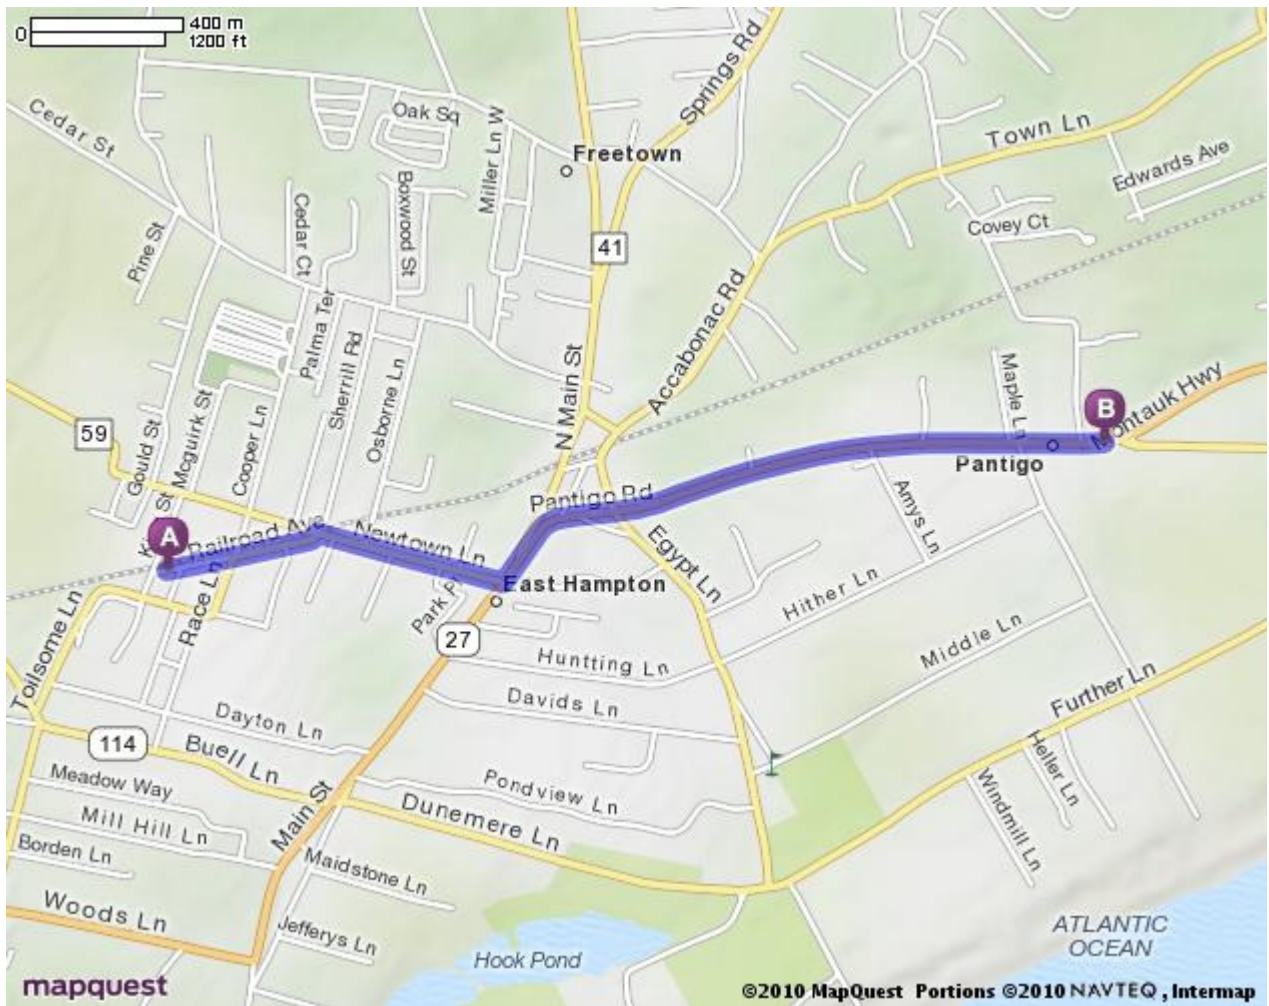 400 m
0
1200 ft
Cedar St
Oak Sq
Miller Ln W
Springs Rd
Freetown
Town Ln
Edwards Ave
Boxwood St
Cedar Ct
Pine St
Covey Ct
41
Palma Ter
Sherrill Rd
Osborne Ln
N Main St
Accabonac Rd
Maple Ln
B
Montauk Hwy
59
Gould St
Mcguirk St
Cooper Ln
Pantigo
Pantigo Rd
Amys Ln
A
Railroad Ave
Newtown Ln
Egypt Ln
East Hampton
Race Ln
Park Pl
Hither Ln
Toilsome Ln
27
Middle Ln
Huntting Ln
Davids Ln
Further Ln
Dayton Ln
114
Buell Ln
Meadow Way
Pondview Ln
Heller Ln
Windmill Ln
Main St
Dunemere Ln
Mill Hill Ln
Borden Ln
Maidstone Ln
Woods Ln
Jefferys Ln
Hook Pond
ATLANTIC
OCEAN
mapquest
©2010 MapQuest Portions ©2010 NAVTEQ, Intermap